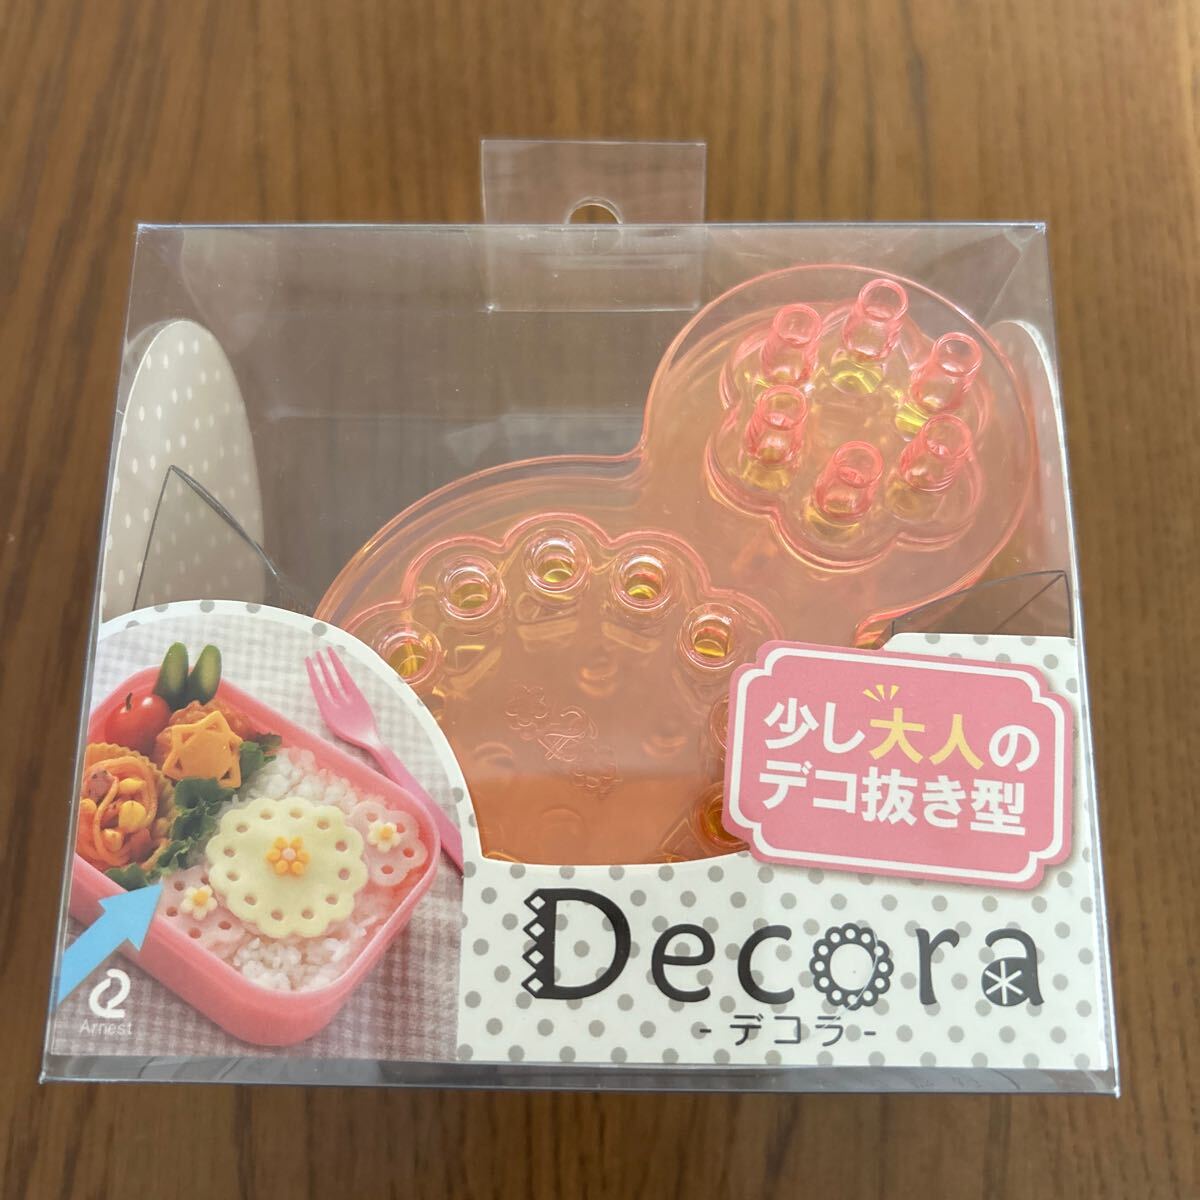 少し大人の
デコ抜き型
Decora
-デコラ-
Arnest